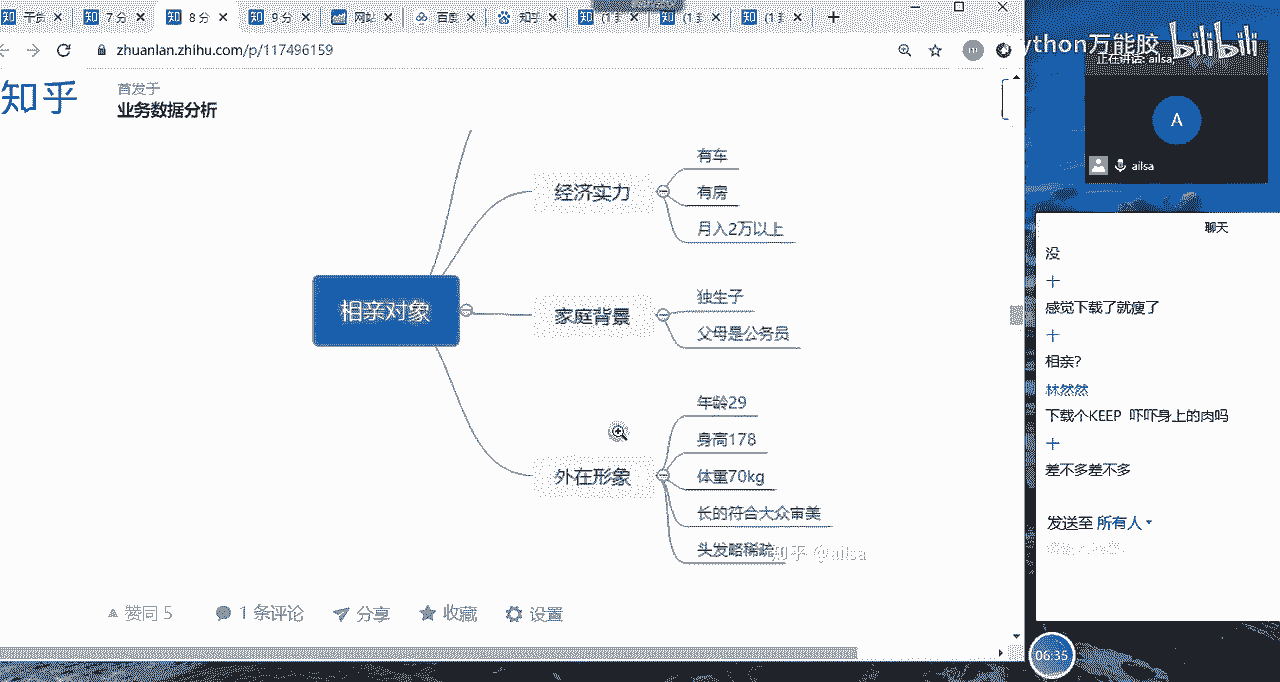 干货
7 分
8 分
9 分
网站
百度
知乎
(1 封
(1 封
(1 封
zhuanlan.zhihu.com/p/117496159
ython万能胶 bilibili
正在讲话: ailsa
A
ailsa
知乎
首发于
业务数据分析
相亲对象
经济实力
有车
有房
月入2万以上
家庭背景
独生子
父母是公务员
外在形象
年龄29
身高178
体重70kg
长的符合大众审美
头发略稀疏
知乎 @ailsa
赞同 5
1 条评论
分享
收藏
设置
聊天
没
十
感觉下载了就瘦了
十
相亲?
林然然
下载个KEEP 吓吓身上的肉吗
十
差不多差不多
发送至 所有人
06:35